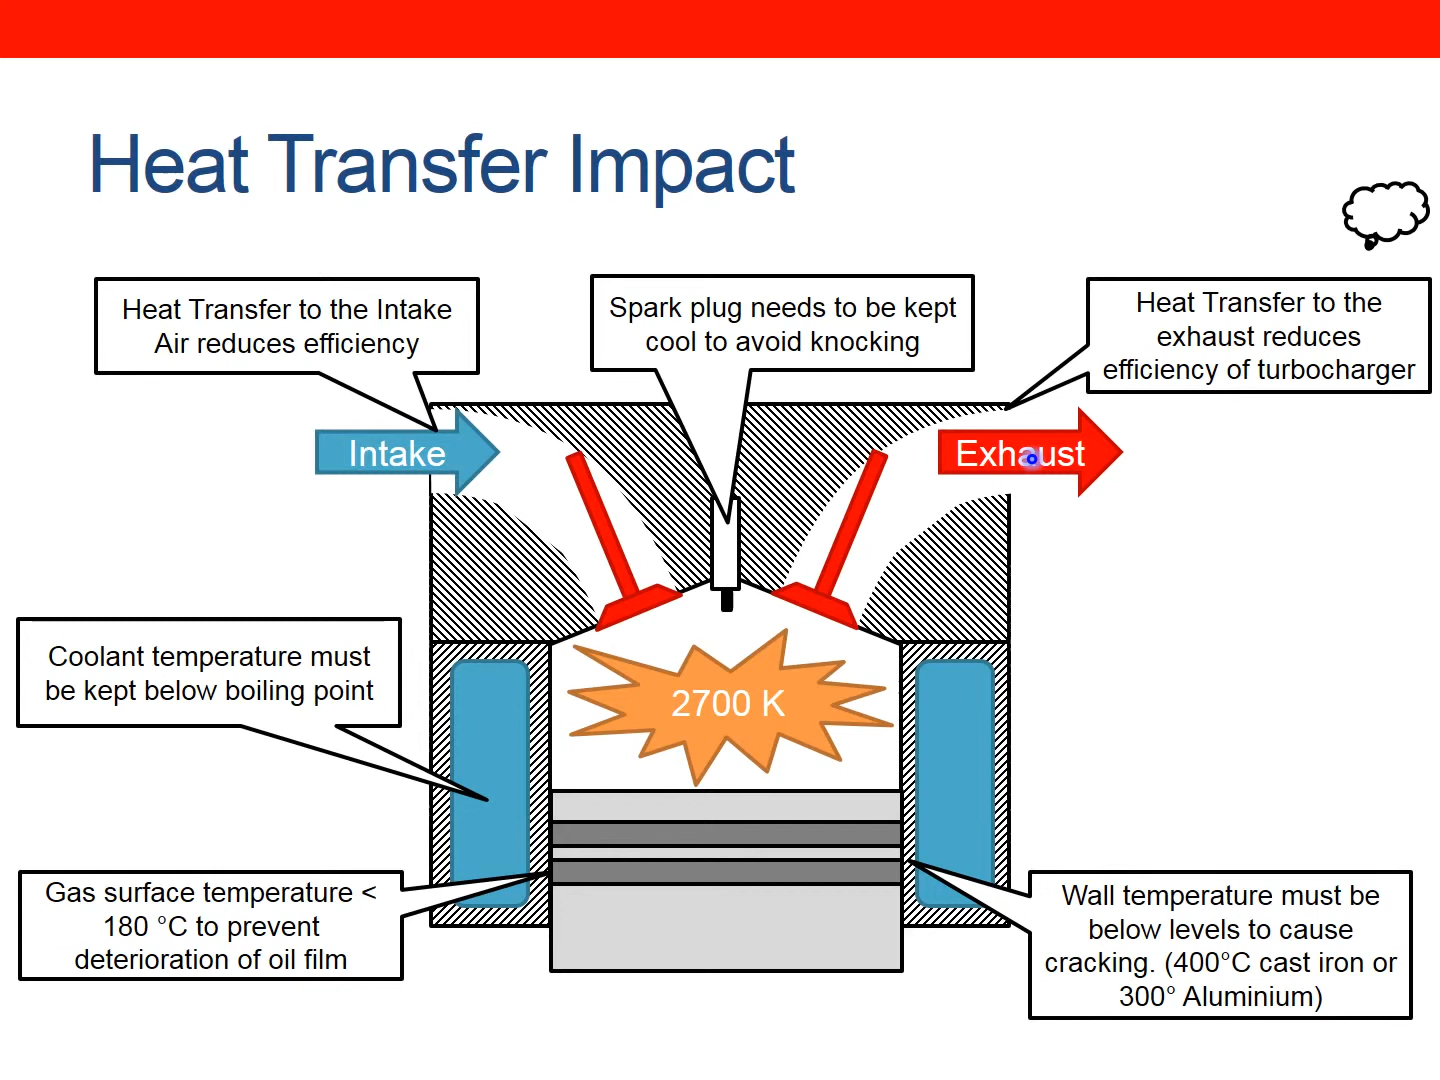 Heat Transfer Impact
Heat Transfer to the Intake
Air reduces efficiency
Spark plug needs to be kept
cool to avoid knocking
Heat Transfer to the
exhaust reduces
efficiency of turbocharger
Intake
Exhaust
Coolant temperature must
be kept below boiling point
2700 K
Gas surface temperature <
180 °C to prevent
deterioration of oil film
Wall temperature must be
below levels to cause
cracking. (400°C cast iron or
300° Aluminium)